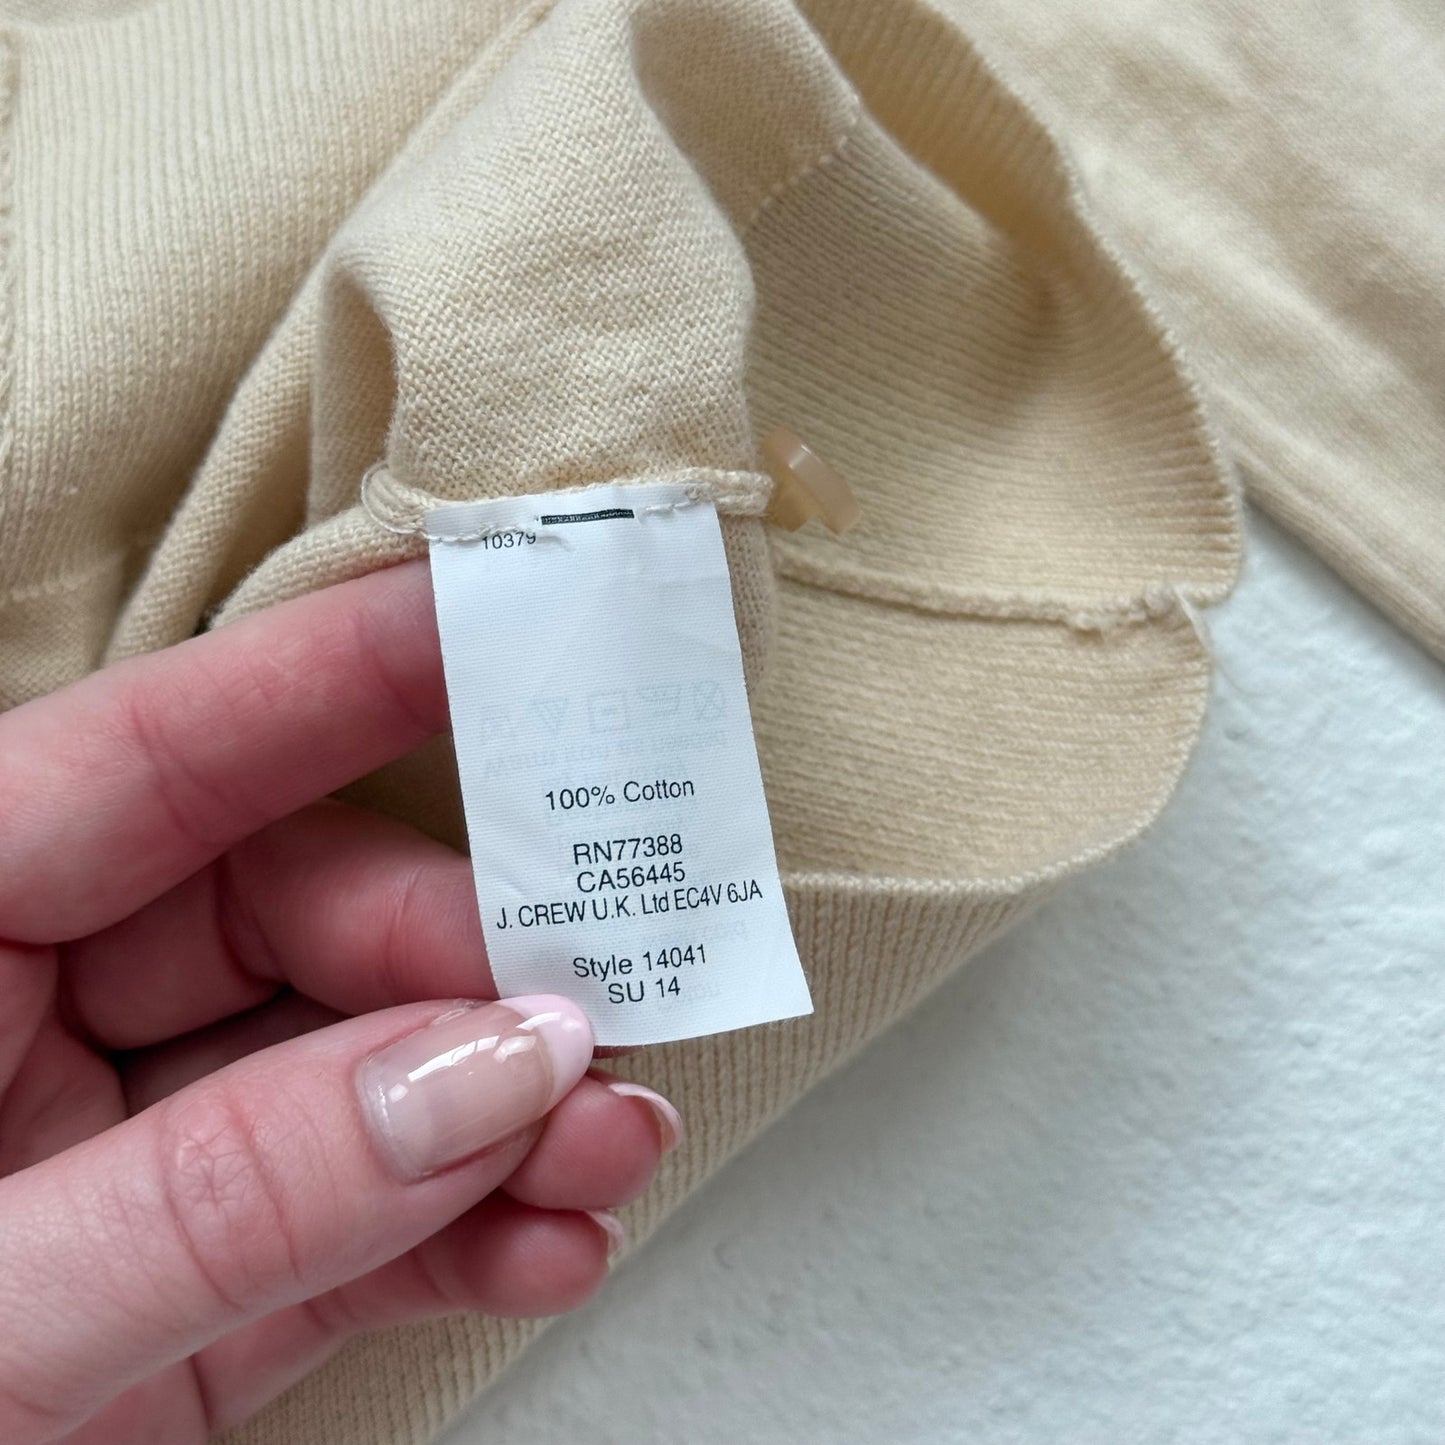 10379
100% Cotton
RN77388
CA56445
J. CREW U.K. Ltd EC4V 6JA
Style 14041
SU 14